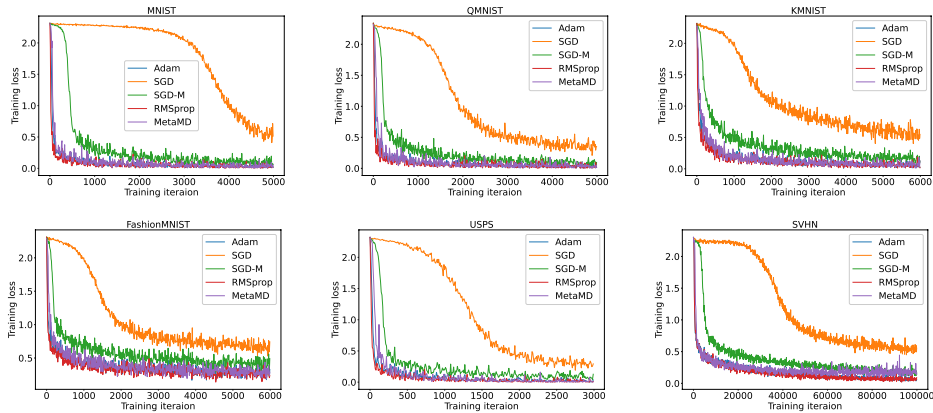 MNIST
2.0
1.5
1.0
0.5
0.0
Training loss
Adam
SGD
SGD-M
RMSprop
MetaMD
0 1000 2000 3000 4000 5000
Training iteraion
QMNIST
2.0
1.5
1.0
0.5
0.0
Training loss
Adam
SGD
SGD-M
RMSprop
MetaMD
0 1000 2000 3000 4000 5000
Training iteraion
KMNIST
2.0
1.5
1.0
0.5
0.0
Training loss
Adam
SGD
SGD-M
RMSprop
MetaMD
0 1000 2000 3000 4000 5000 6000
Training iteraion
FashionMNIST
2.0
1.5
1.0
0.5
Training loss
Adam
SGD
SGD-M
RMSprop
MetaMD
0 1000 2000 3000 4000 5000 6000
Training iteraion
USPS
2.0
1.5
1.0
0.5
0.0
Training loss
Adam
SGD
SGD-M
RMSprop
MetaMD
0 500 1000 1500 2000 2500 3000
Training iteraion
SVHN
2.0
1.5
1.0
0.5
0.0
Training loss
Adam
SGD
SGD-M
RMSprop
MetaMD
0 20000 40000 60000 80000 100000
Training iteraion